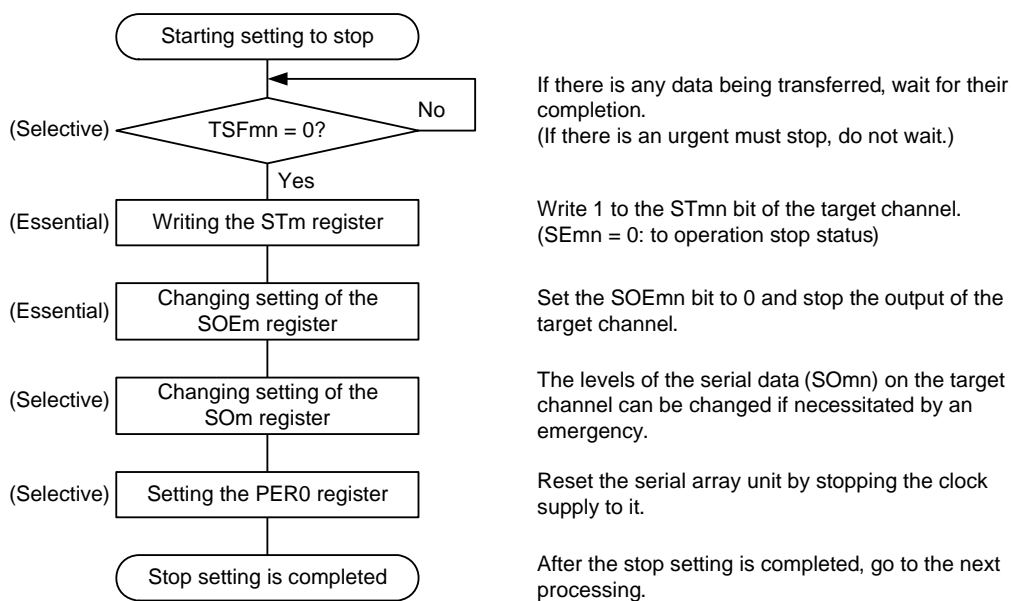 Starting setting to stop
If there is any data being transferred, wait for their
completion.
(If there is an urgent must stop, do not wait.)
(Selective)
TSFmn = 0?
No
Yes
(Essential)
Writing the STm register
Write 1 to the STmn bit of the target channel.
(SEmn = 0: to operation stop status)
(Essential)
Changing setting of the
SOEm register
Set the SOEmn bit to 0 and stop the output of the
target channel.
(Selective)
Changing setting of the
SOm register
The levels of the serial data (SOmn) on the target
channel can be changed if necessitated by an
emergency.
(Selective)
Setting the PER0 register
Reset the serial array unit by stopping the clock
supply to it.
Stop setting is completed
After the stop setting is completed, go to the next
processing.